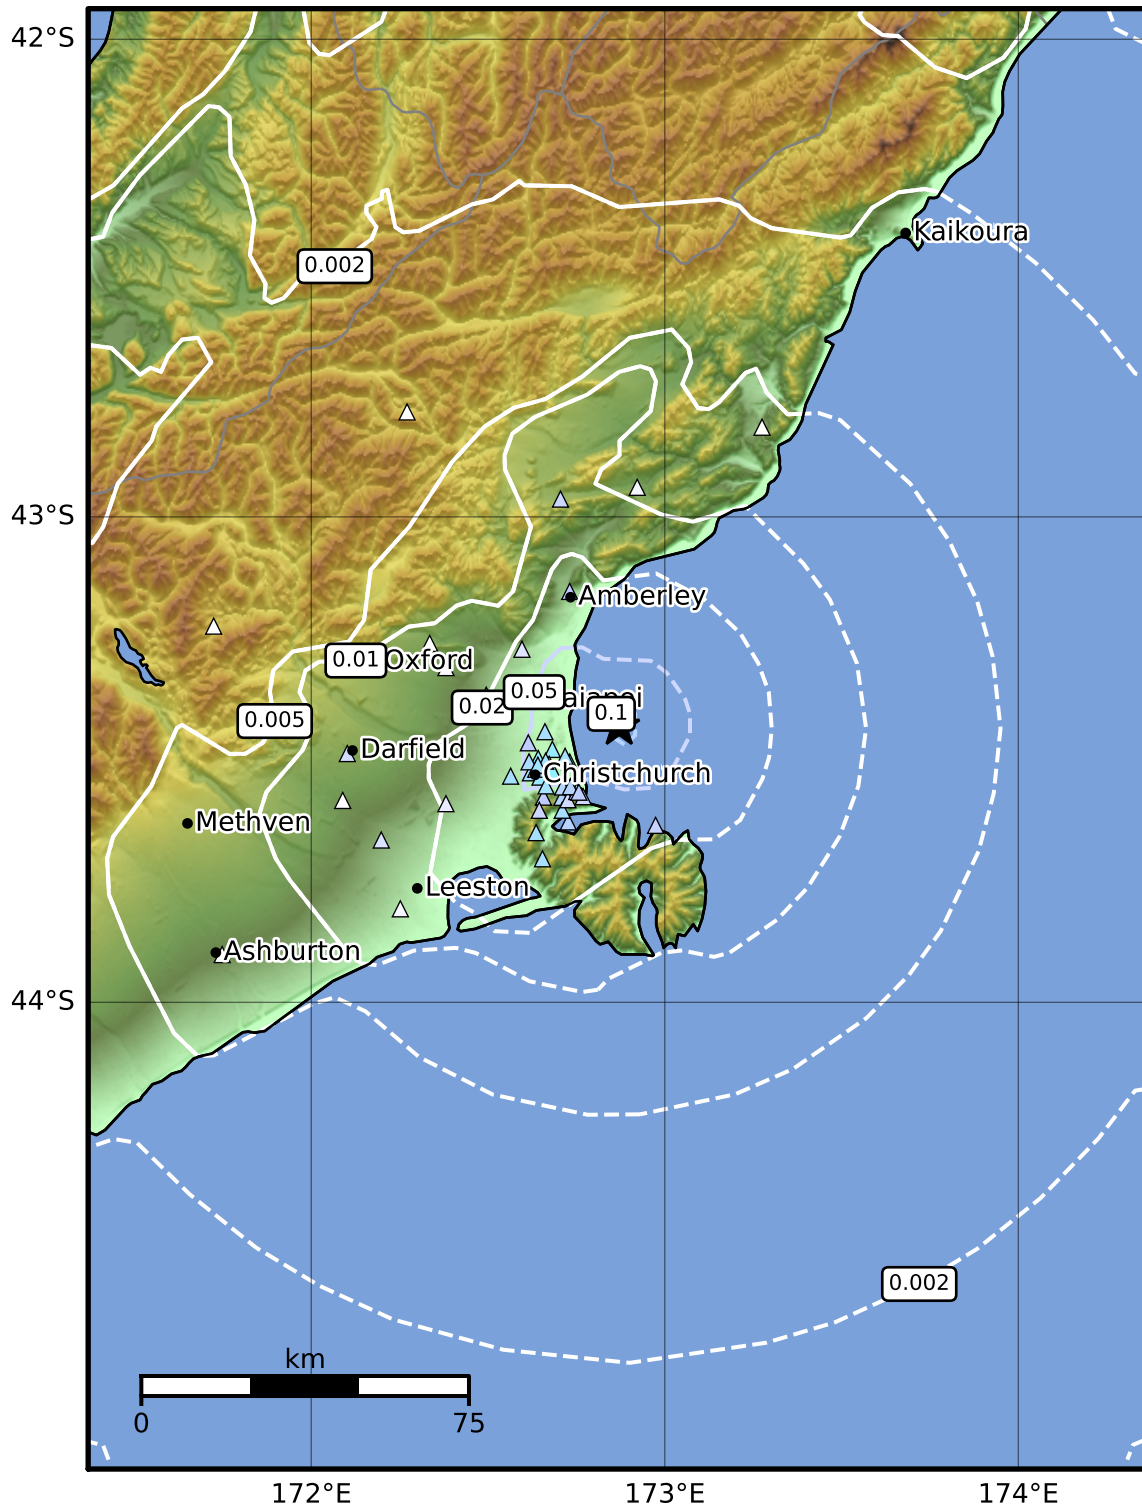 42°S
Kaikoura
0.002
43°S
Amberley
0.01
Oxford
0.05
0.02
0.1
0.005
Darfield
Christchurch
Methven
Leeston
Ashburton
44°S
0.002
km
0
75
172°E
173°E
174°E